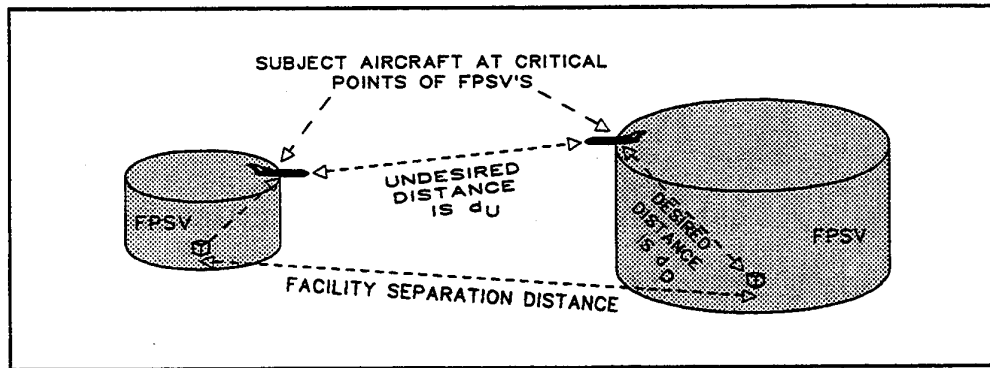 SUBJECT AIRCRAFT AT CRITICAL
POINTS OF FPSV'S
UNDESIRED
DISTANCE
IS dU
FPSV
DESIRED
DISTANCE
IS dD
FPSV
FACILITY SEPARATION DISTANCE